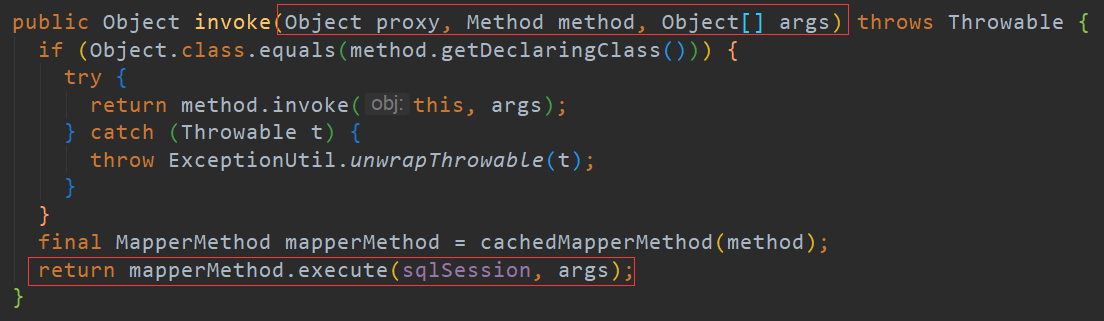 public Object invoke(Object proxy, Method method, Object[] args) throws Throwable {
  if (Object.class.equals(method.getDeclaringClass())) {
    try {
      return method.invoke( obj: this, args);
    } catch (Throwable t) {
      throw ExceptionUtil.unwrapThrowable(t);
    }
  }
  final MapperMethod mapperMethod = cachedMapperMethod(method);
  return mapperMethod.execute(sqlSession, args);
}